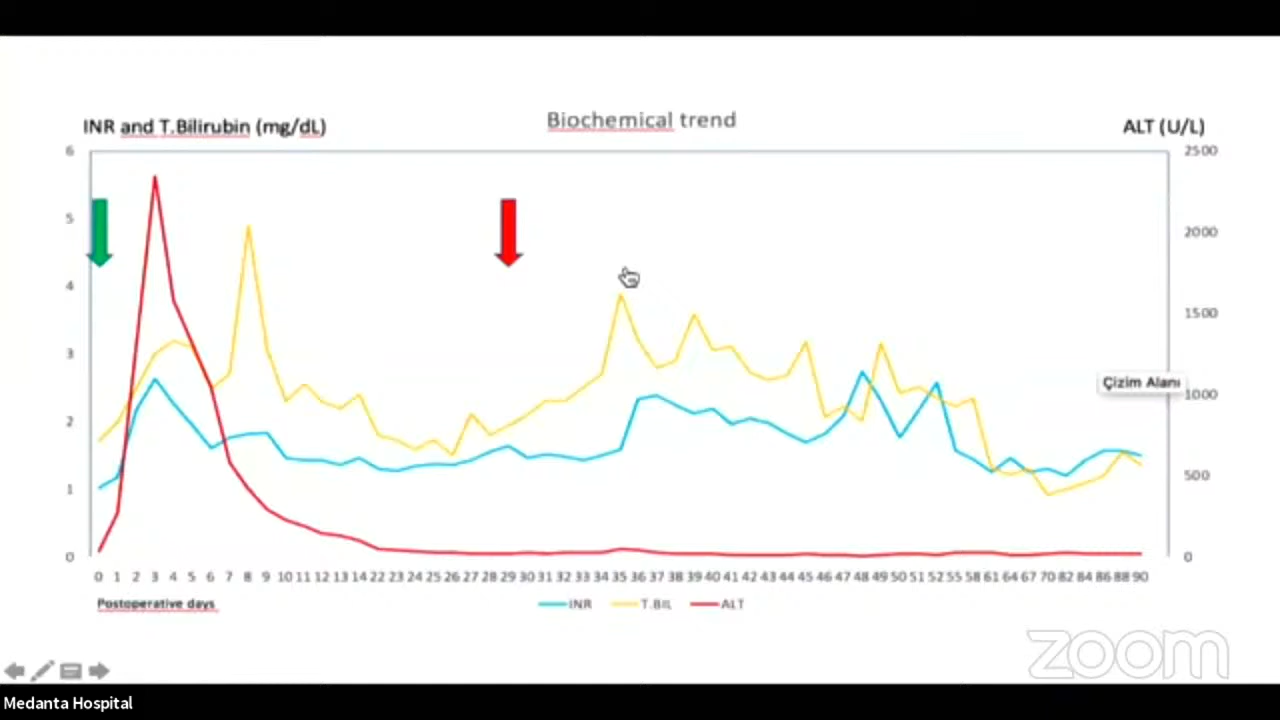 Biochemical trend
INR and T.Bilirubin (mg/dL)
ALT (U/L)
6
5
4
3
2
1
0
2500
2000
1500
1000
500
0
Çizim Alanı
0 1 2 3 4 5 6 7 8 9 10 11 12 13 14 22 23 24 25 26 27 28 29 30 31 32 33 34 35 36 37 38 39 40 41 42 43 44 45 46 47 48 49 50 51 52 55 58 61 64 67 70 82 84 86 88 90
Postoperative days
INR T.BIL ALT
zoom
Medanta Hospital